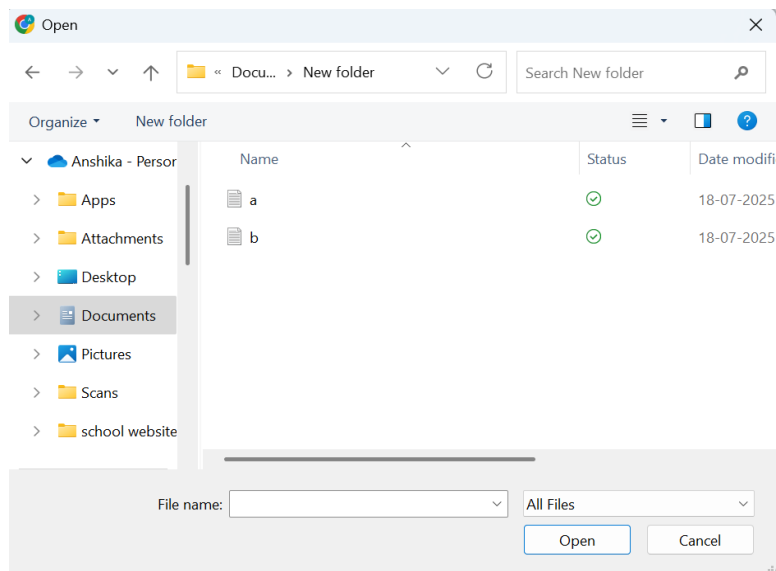 Open
« Docu... › New folder
Search New folder
Organize New folder
Anshika - Persor
Apps
Attachments
Desktop
Documents
Pictures
Scans
school website
Name Status Date modifi
a 18-07-2025
b 18-07-2025
File name: All Files
Open Cancel